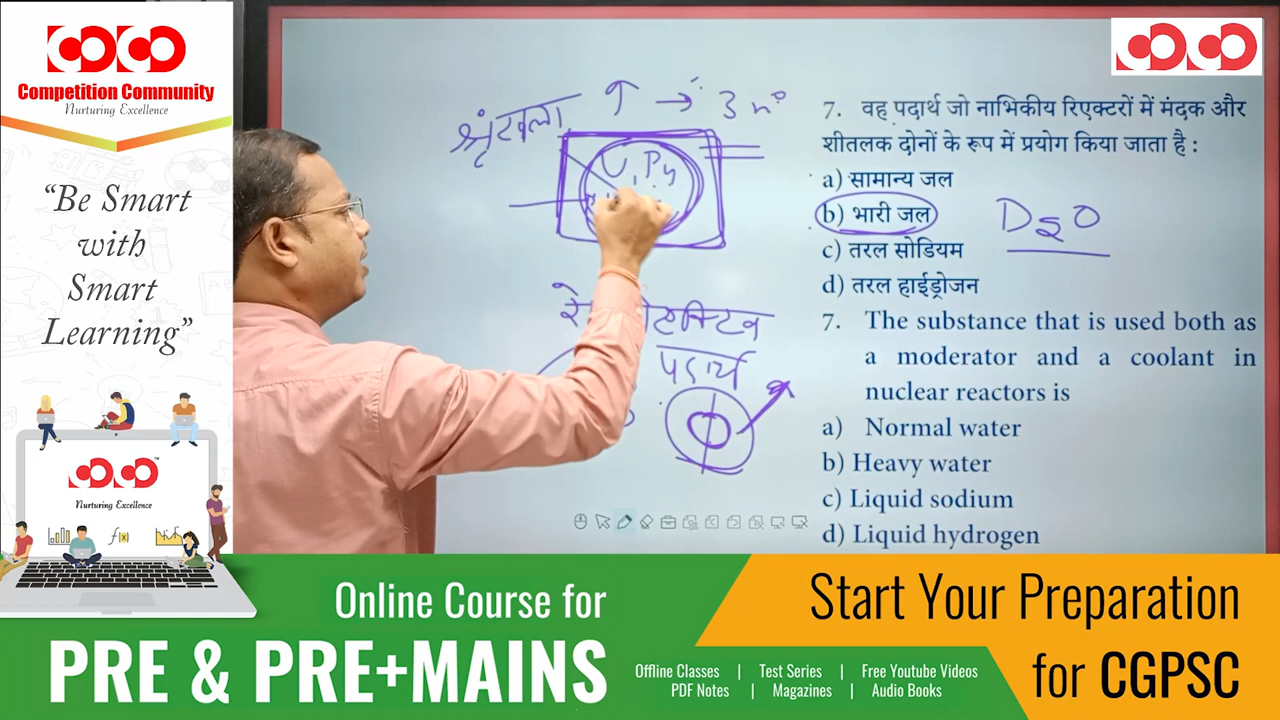 Competition Community
Nurturing Excellence
“Be Smart
with
Smart
Learning”
Nurturing Excellence
f(x)
श्रृंखला ↑ → 3 n°
U, Pu
पदार्थ
7. वह पदार्थ जो नाभिकीय रिएक्टरों में मंदक और
शीतलक दोनों के रूप में प्रयोग किया जाता है :
a) सामान्य जल
b) भारी जल D₂O
c) तरल सोडियम
d) तरल हाईड्रोजन
7. The substance that is used both as
a moderator and a coolant in
nuclear reactors is
a) Normal water
b) Heavy water
c) Liquid sodium
d) Liquid hydrogen
Online Course for
PRE & PRE+MAINS
Offline Classes | Test Series | Free Youtube Videos
PDF Notes | Magazines | Audio Books
Start Your Preparation
for CGPSC